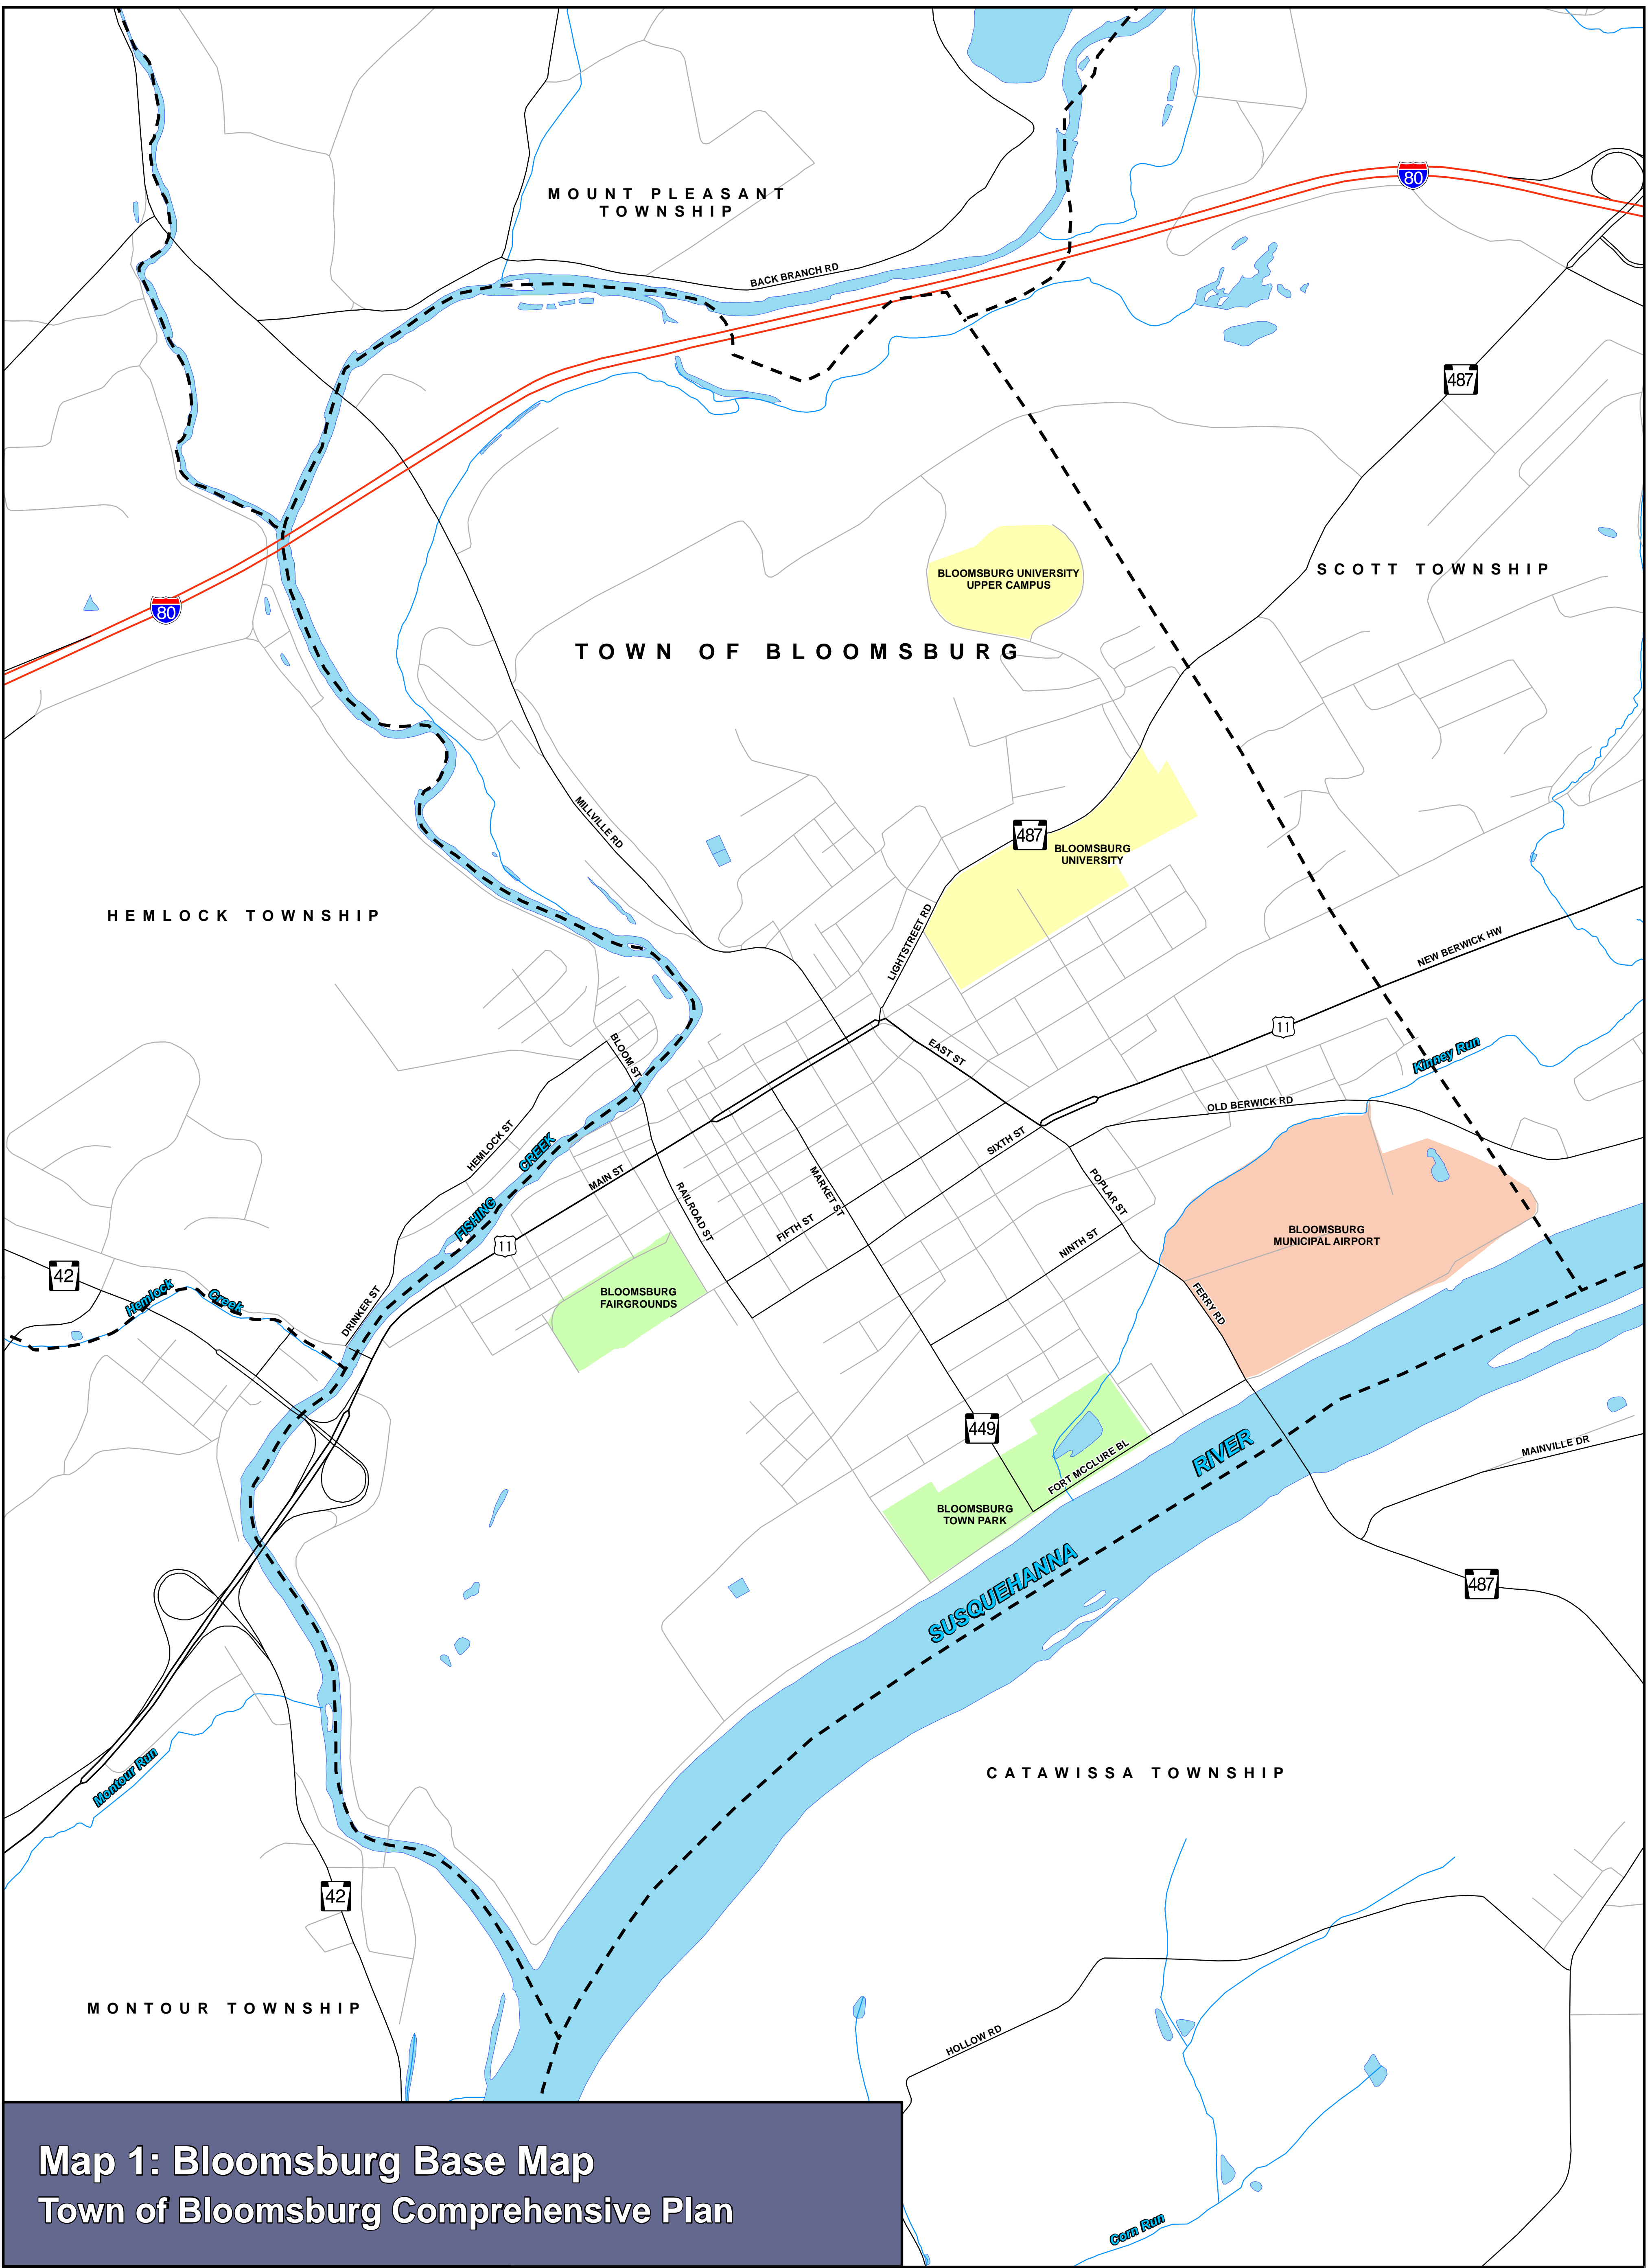 80
MOUNT PLEASANT
TOWNSHIP
BACK BRANCH RD
487
BLOOMSBURG UNIVERSITY
UPPER CAMPUS
SCOTT TOWNSHIP
80
TOWN OF BLOOMSBURG
MILLVILLE RD
487
BLOOMSBURG
UNIVERSITY
HEMLOCK TOWNSHIP
LIGHTSTREET RD
NEW BERWICK HW
11
BLOOM ST
EAST ST
Kinney Run
OLD BERWICK RD
HEMLOCK ST
CREEK
SIXTH ST
MAIN ST
MARKET ST
POPLAR ST
RAILROAD ST
FISHING
FIFTH ST
NINTH ST
BLOOMSBURG
MUNICIPAL AIRPORT
11
42
Hemlock
Creek
BLOOMSBURG
FAIRGROUNDS
DRINKER ST
FERRY RD
449
RIVER
MAINVILLE DR
FORT MCCLURE BL
BLOOMSBURG
TOWN PARK
SUSQUEHANNA
487
Montour Run
CATAWISSA TOWNSHIP
42
MONTOUR TOWNSHIP
HOLLOW RD
Map 1: Bloomsburg Base Map
Town of Bloomsburg Comprehensive Plan
Corn Run